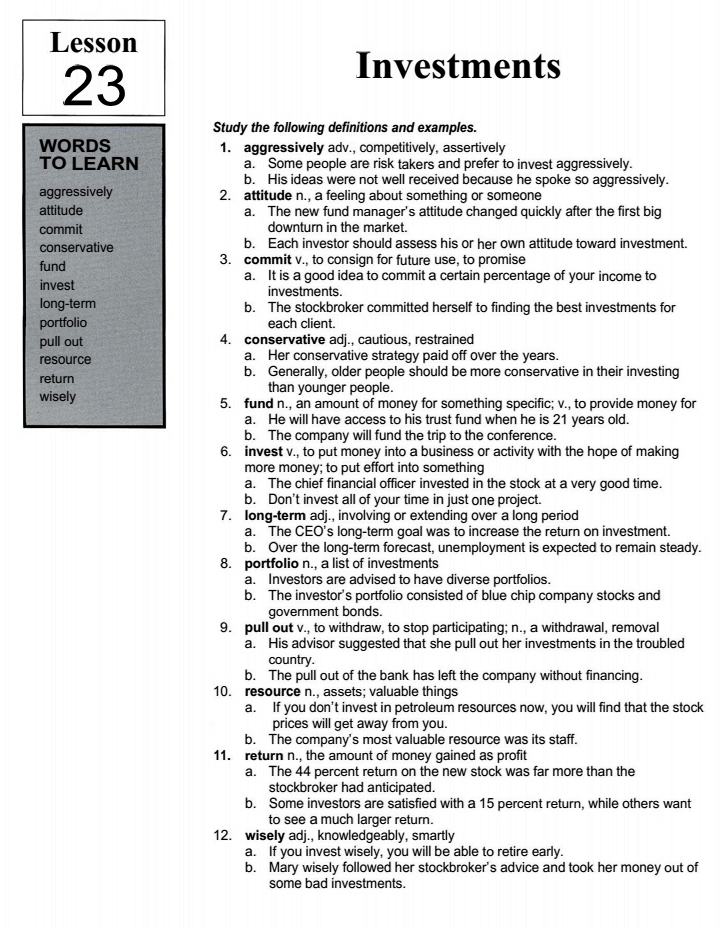 Lesson
23
Investments
WORDS
TO LEARN
aggressively
attitude
commit
conservative
fund
invest
long-term
portfolio
pull out
resource
return
wisely
Study the following definitions and examples.
1. aggressively adv., competitively, assertively
a. Some people are risk takers and prefer to invest aggressively.
b. His ideas were not well received because he spoke so aggressively.
2. attitude n., a feeling about something or someone
a. The new fund manager's attitude changed quickly after the first big
downturn in the market.
b. Each investor should assess his or her own attitude toward investment.
3. commit v., to consign for future use, to promise
a. It is a good idea to commit a certain percentage of your income to
investments.
b. The stockbroker committed herself to finding the best investments for
each client.
4. conservative adj., cautious, restrained
a. Her conservative strategy paid off over the years.
b. Generally, older people should be more conservative in their investing
than younger people.
5. fund n., an amount of money for something specific; v., to provide money for
a. He will have access to his trust fund when he is 21 years old.
b. The company will fund the trip to the conference.
6. invest v., to put money into a business or activity with the hope of making
more money; to put effort into something
a. The chief financial officer invested in the stock at a very good time.
b. Don't invest all of your time in just one project.
7. long-term adj., involving or extending over a long period
a. The CEO's long-term goal was to increase the return on investment.
b. Over the long-term forecast, unemployment is expected to remain steady.
8. portfolio n., a list of investments
a. Investors are advised to have diverse portfolios.
b. The investor's portfolio consisted of blue chip company stocks and
government bonds.
9. pull out v., to withdraw, to stop participating; n., a withdrawal, removal
a. His advisor suggested that she pull out her investments in the troubled
country.
b. The pull out of the bank has left the company without financing.
10. resource n., assets; valuable things
a. If you don't invest in petroleum resources now, you will find that the stock
prices will get away from you.
b. The company's most valuable resource was its staff.
11. return n., the amount of money gained as profit
a. The 44 percent return on the new stock was far more than the
stockbroker had anticipated.
b. Some investors are satisfied with a 15 percent return, while others want
to see a much larger return.
12. wisely adj., knowledgeably, smartly
a. If you invest wisely, you will be able to retire early.
b. Mary wisely followed her stockbroker's advice and took her money out of
some bad investments.